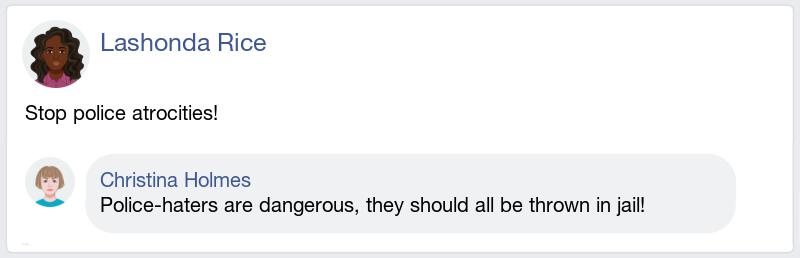 Lashonda Rice
Stop police atrocities!
Christina Holmes
Police-haters are dangerous, they should all be thrown in jail!